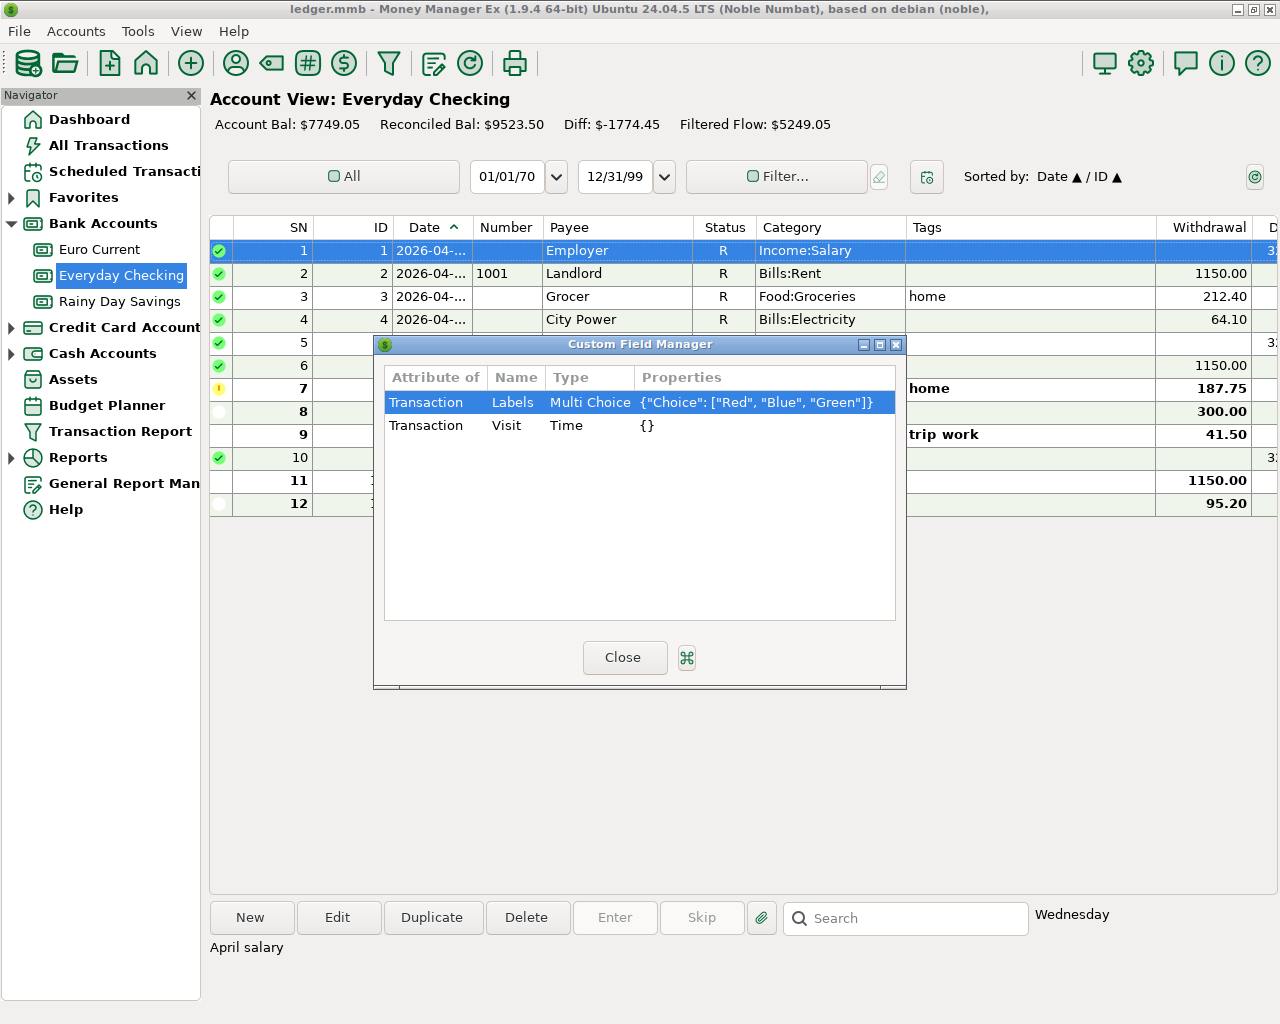 ledger.mmb - Money Manager Ex (1.9.4 64-bit) Ubuntu 24.04.5 LTS (Noble Numbat), based on debian (noble),
File Accounts Tools View Help
Navigator
Dashboard
All Transactions
Scheduled Transacti
Favorites
Bank Accounts
Euro Current
Everyday Checking
Rainy Day Savings
Credit Card Account
Cash Accounts
Assets
Budget Planner
Transaction Report
Reports
General Report Man
Help
Account View: Everyday Checking
Account Bal: $7749.05 Reconciled Bal: $9523.50 Diff: $-1774.45 Filtered Flow: $5249.05
All 01/01/70 12/31/99 Filter... Sorted by: Date ▲ / ID ▲
SN ID Date Number Payee Status Category Tags Withdrawal D
1 1 2026-04-... Employer R Income:Salary 32
2 2 2026-04-... 1001 Landlord R Bills:Rent 1150.00
3 3 2026-04-... Grocer R Food:Groceries home 212.40
4 4 2026-04-... City Power R Bills:Electricity 64.10
5 32
6 1150.00
7 home 187.75
8 300.00
9 trip work 41.50
10 32
11 1 1150.00
12 1 95.20
Custom Field Manager
Attribute of Name Type Properties
Transaction Labels Multi Choice {"Choice": ["Red", "Blue", "Green"]}
Transaction Visit Time {}
Close
New Edit Duplicate Delete Enter Skip Search Wednesday
April salary